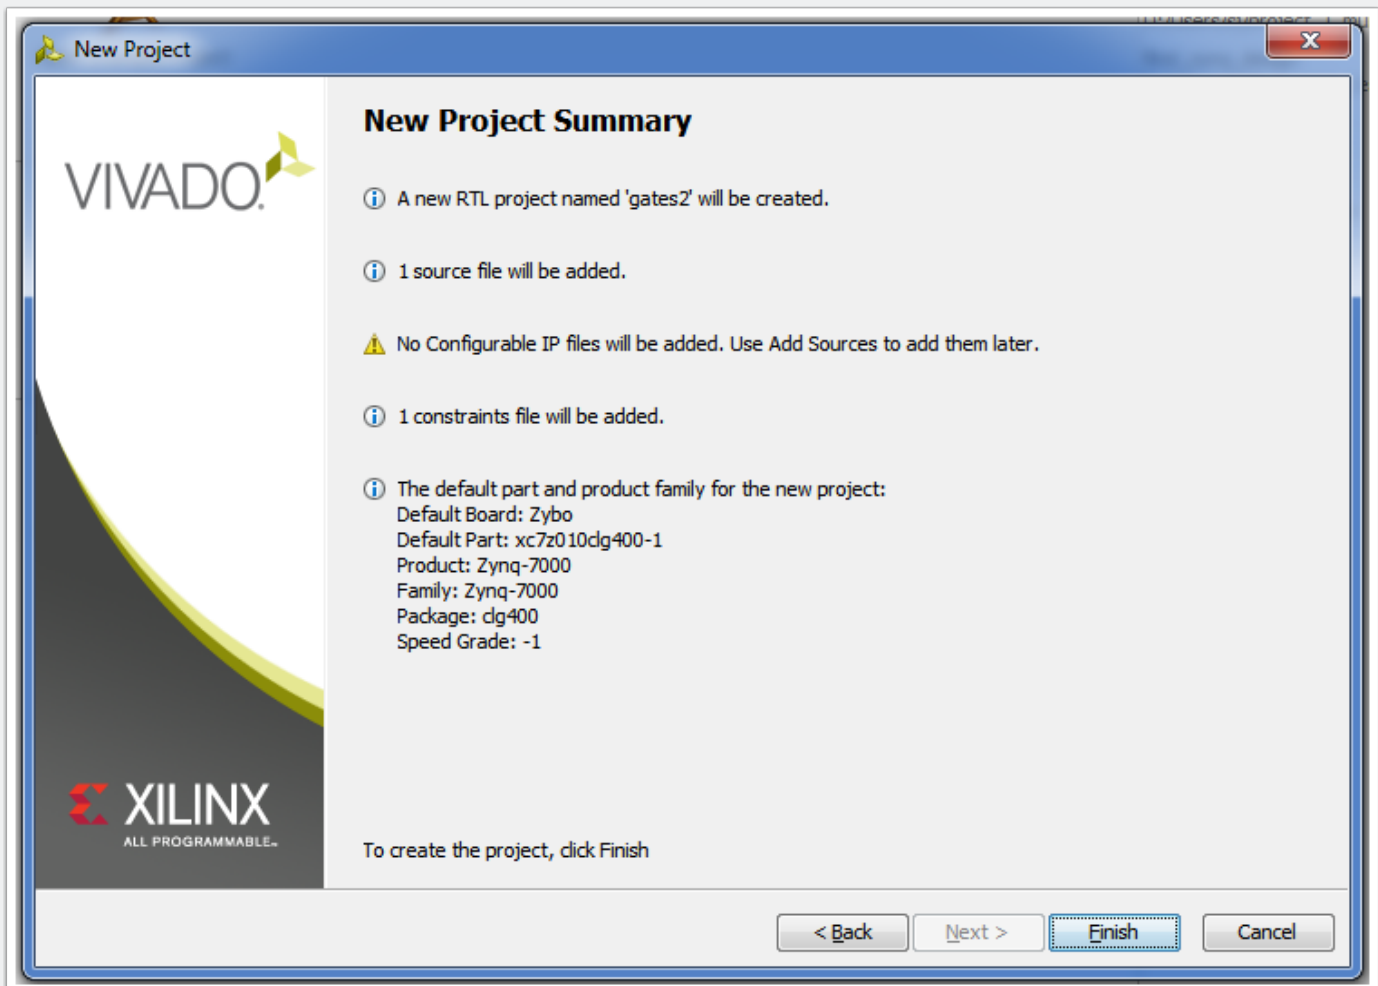 New Project
VIVADO.
New Project Summary
A new RTL project named 'gates2' will be created.
1 source file will be added.
No Configurable IP files will be added. Use Add Sources to add them later.
1 constraints file will be added.
The default part and product family for the new project:
Default Board: Zybo
Default Part: xc7z010clg400-1
Product: Zynq-7000
Family: Zynq-7000
Package: clg400
Speed Grade: -1
XILINX
ALL PROGRAMMABLE™
To create the project, click Finish
< Back
Next >
Finish
Cancel